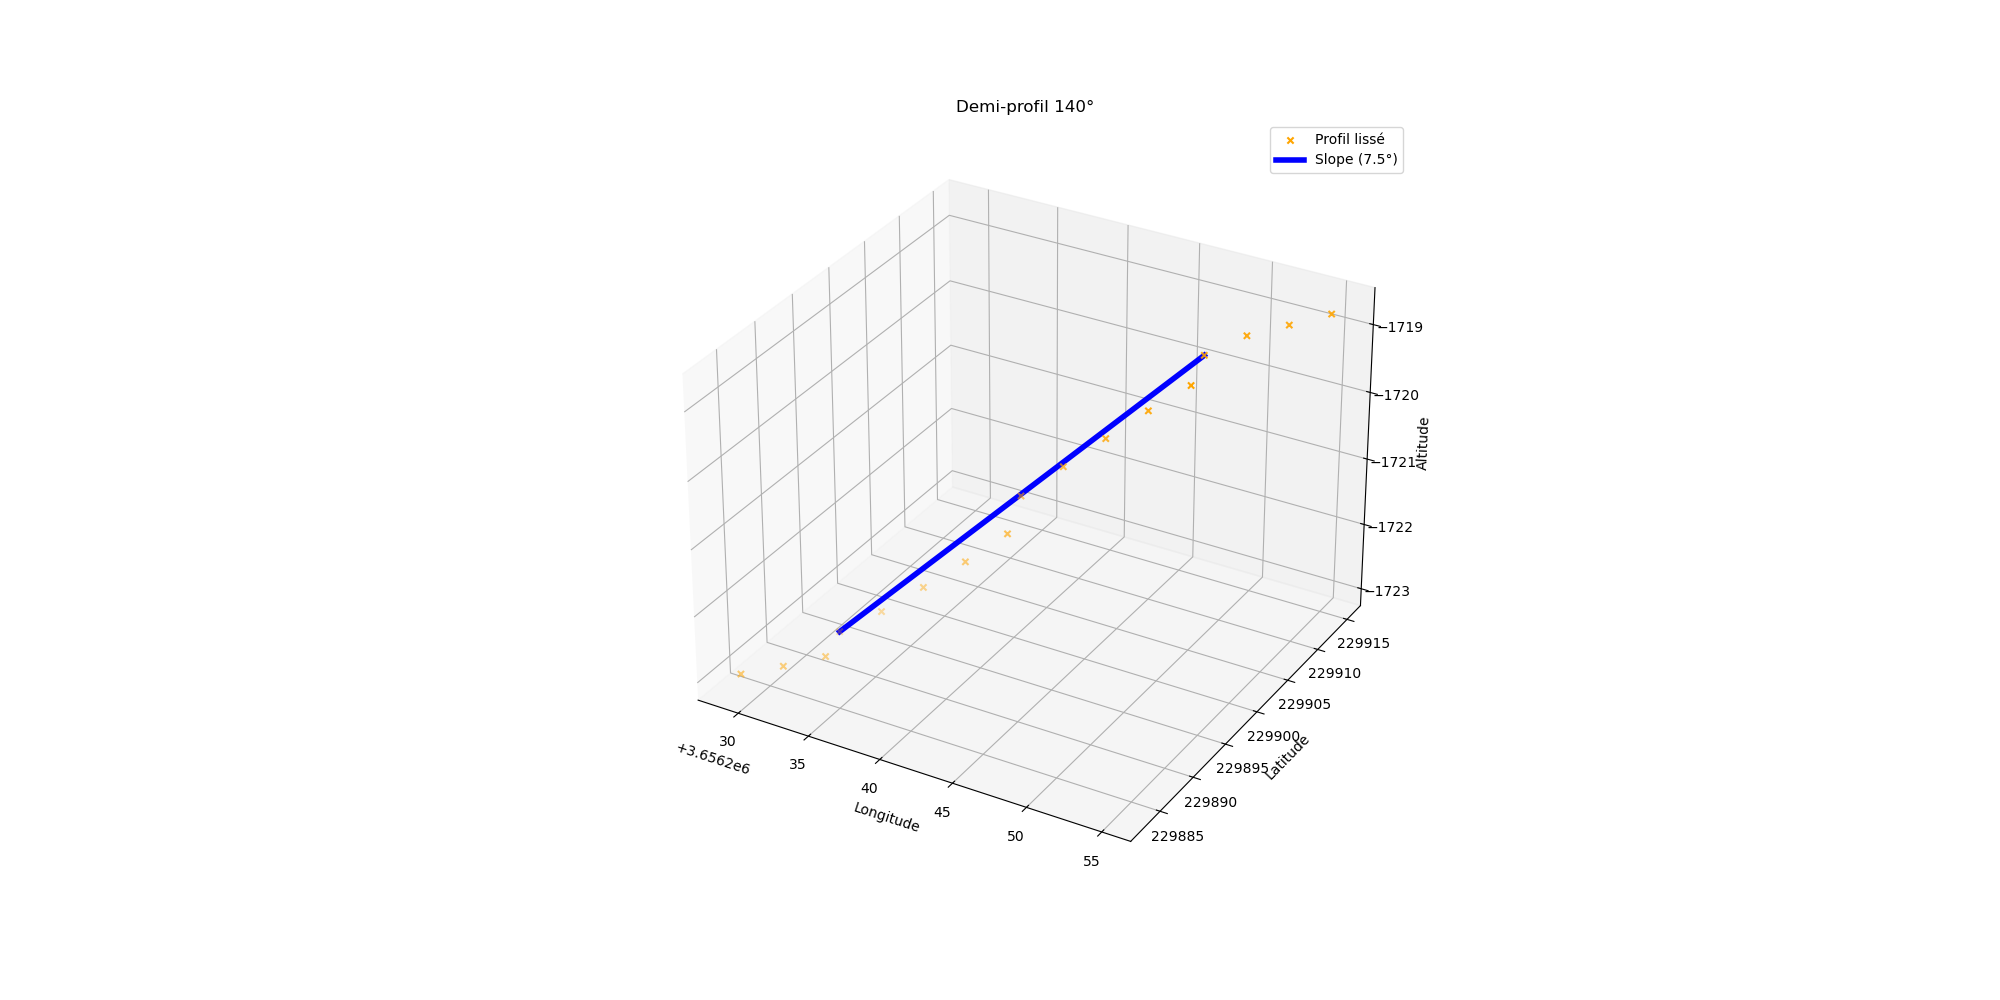 Demi-profil 140°
Profil lissé
Slope (7.5°)
−1719
−1720
−1721
−1722
−1723
Altitude
229915
229910
229905
229900
229895
229890
229885
Latitude
30
35
40
45
50
55
+3.6562e6
Longitude